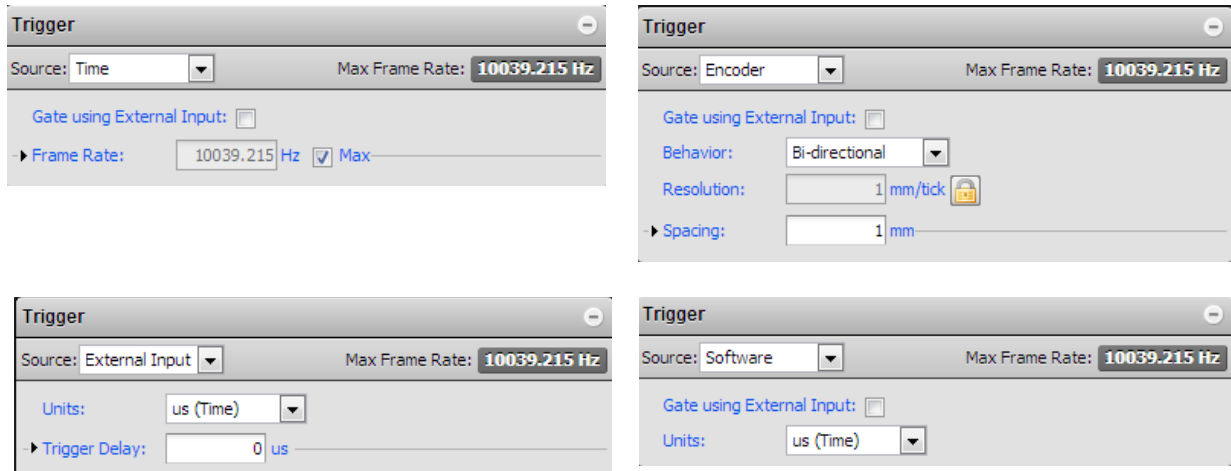 Trigger
Source: Time Max Frame Rate: 10039.215 Hz
Gate using External Input:
Frame Rate: 10039.215 Hz Max
Trigger
Source: Encoder Max Frame Rate: 10039.215 Hz
Gate using External Input:
Behavior: Bi-directional
Resolution: 1 mm/tick
Spacing: 1 mm
Trigger
Source: External Input Max Frame Rate: 10039.215 Hz
Units: us (Time)
Trigger Delay: 0 us
Trigger
Source: Software Max Frame Rate: 10039.215 Hz
Gate using External Input:
Units: us (Time)